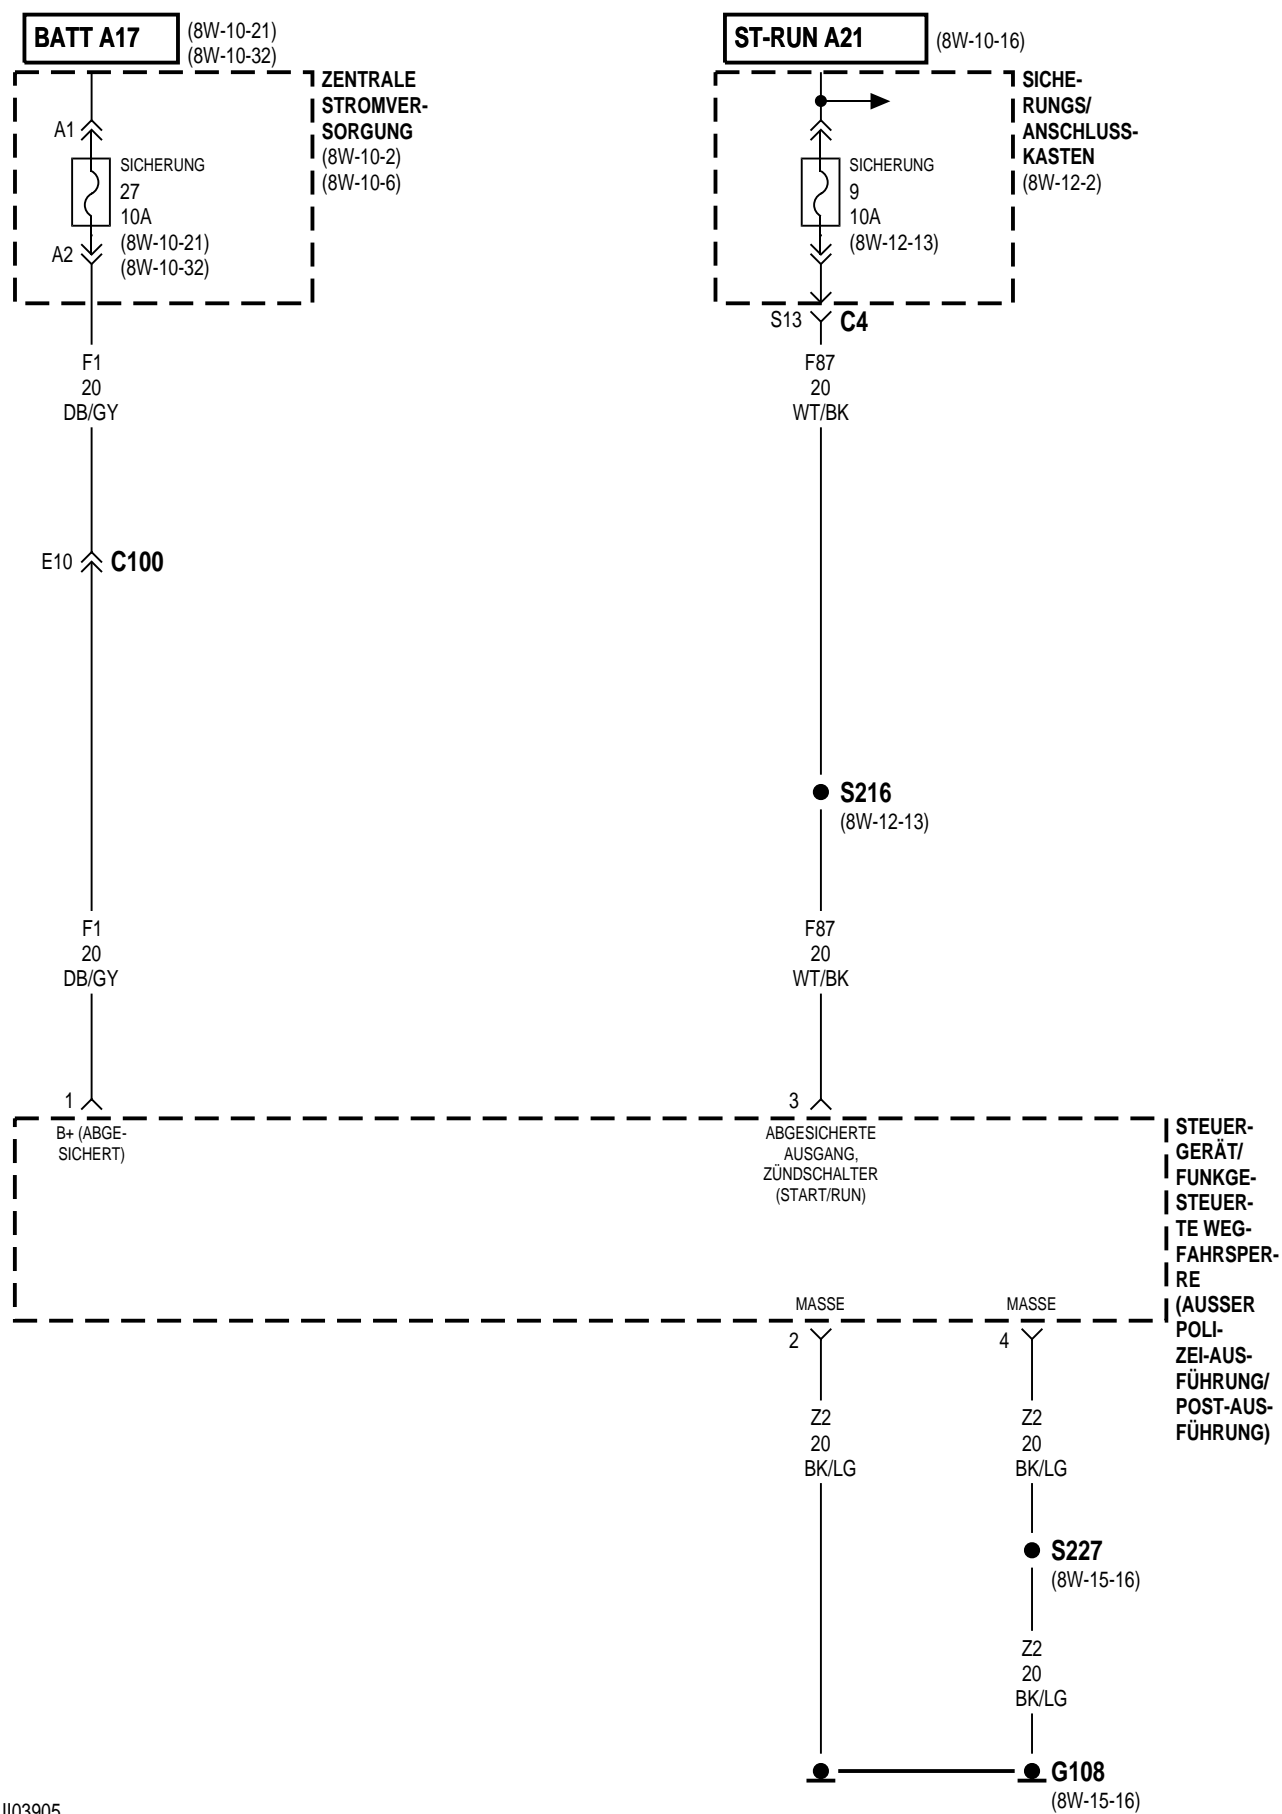 BATT A17
(8W-10-21)
(8W-10-32)
ST-RUN A21
(8W-10-16)
ZENTRALE
STROMVER-
SORGUNG
(8W-10-2)
(8W-10-6)
A1
SICHERUNG
27
10A
(8W-10-21)
(8W-10-32)
A2
SICHE-
RUNGS/
ANSCHLUSS-
KASTEN
(8W-12-2)
SICHERUNG
9
10A
(8W-12-13)
S13
C4
F1
20
DB/GY
F87
20
WT/BK
E10
C100
S216
(8W-12-13)
F1
20
DB/GY
F87
20
WT/BK
1
3
B+ (ABGE-
SICHERT)
ABGESICHERTE
AUSGANG,
ZÜNDSCHALTER
(START/RUN)
STEUER-
GERÄT/
FUNKGE-
STEUER-
TE WEG-
FAHRSPER-
RE
(AUSSER
POLI-
ZEI-AUS-
FÜHRUNG/
POST-AUS-
FÜHRUNG)
MASSE
MASSE
2
4
Z2
20
BK/LG
Z2
20
BK/LG
S227
(8W-15-16)
Z2
20
BK/LG
G108
(8W-15-16)